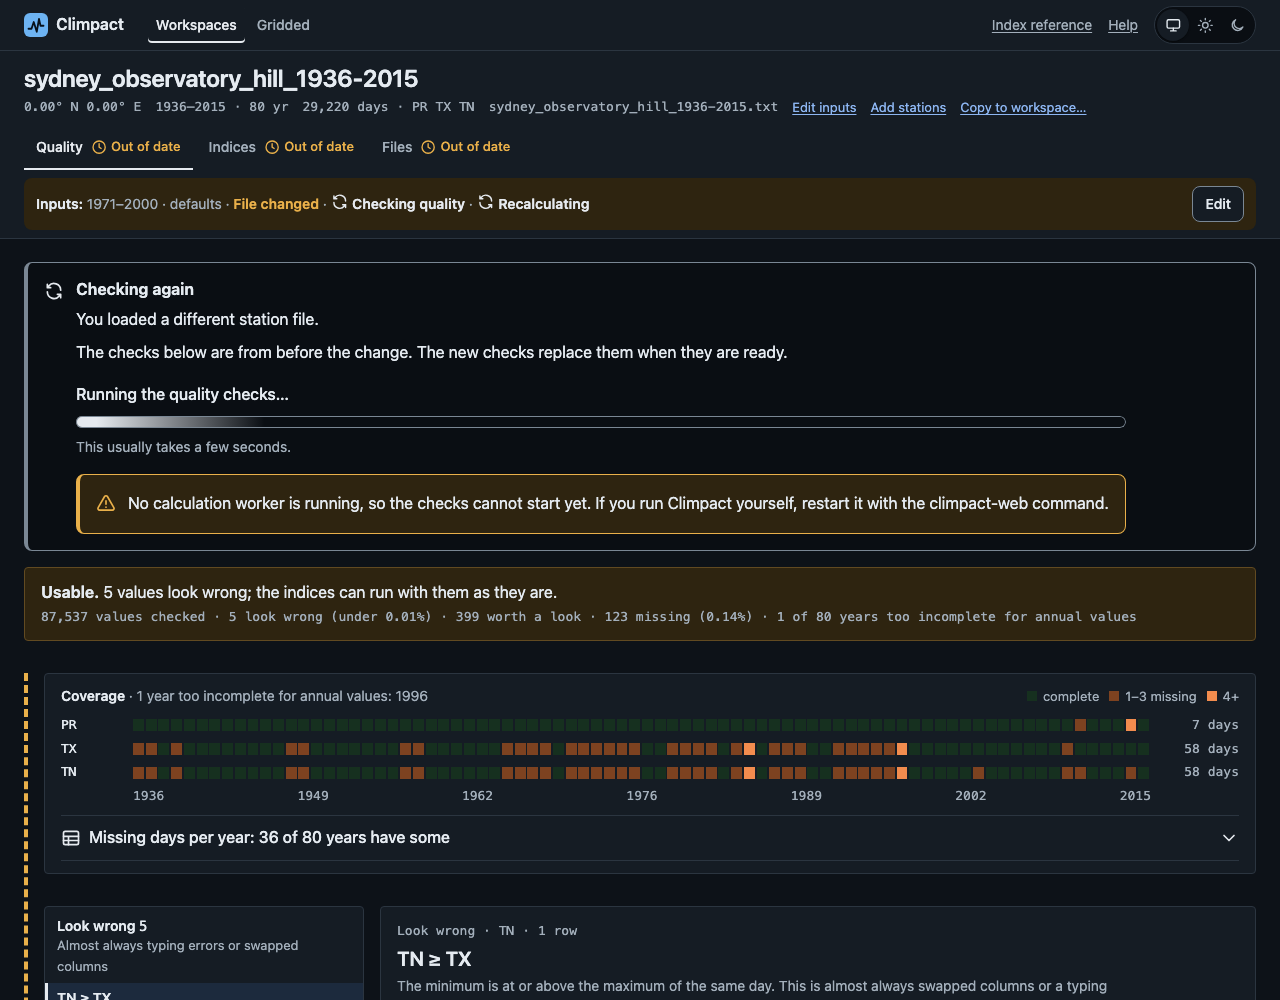 Climpact Workspaces Gridded Index reference Help
sydney_observatory_hill_1936-2015
0.00° N 0.00° E 1936–2015 · 80 yr 29,220 days · PR TX TN sydney_observatory_hill_1936-2015.txt Edit inputs Add stations Copy to workspace…
Quality Out of date Indices Out of date Files Out of date
Inputs: 1971–2000 · defaults · File changed · Checking quality · Recalculating Edit
Checking again
You loaded a different station file.
The checks below are from before the change. The new checks replace them when they are ready.
Running the quality checks…
This usually takes a few seconds.
No calculation worker is running, so the checks cannot start yet. If you run Climpact yourself, restart it with the climpact-web command.
Usable. 5 values look wrong; the indices can run with them as they are.
87,537 values checked · 5 look wrong (under 0.01%) · 399 worth a look · 123 missing (0.14%) · 1 of 80 years too incomplete for annual values
Coverage · 1 year too incomplete for annual values: 1996 complete 1–3 missing 4+
PR 7 days
TX 58 days
TN 58 days
1936 1949 1962 1976 1989 2002 2015
Missing days per year: 36 of 80 years have some
Look wrong 5
Almost always typing errors or swapped
columns
TN ≥ TX
Look wrong · TN · 1 row
TN ≥ TX
The minimum is at or above the maximum of the same day. This is almost always swapped columns or a typing